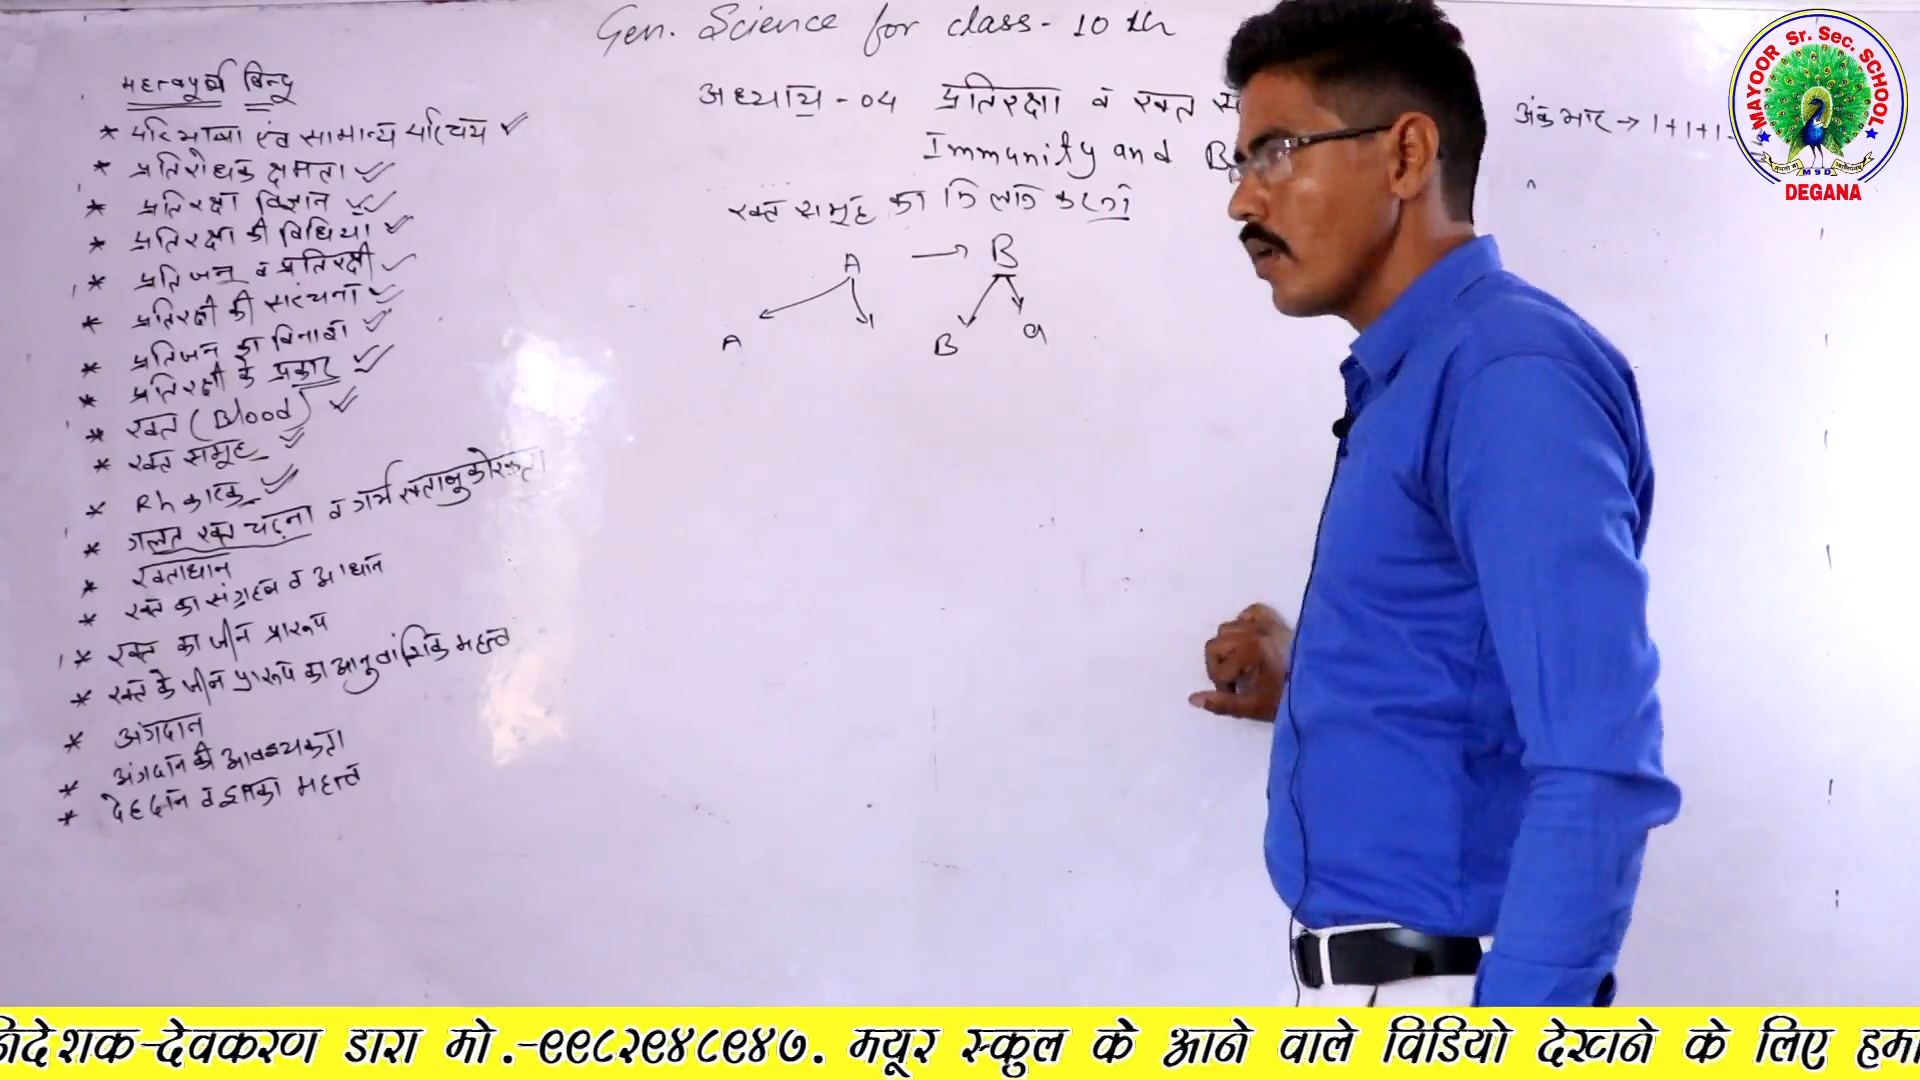 Gen. Science for class - 10 th
अध्याय - 04 प्रतिरक्षा व रक्त
Immunity and
अंक भार → 1+1+1
रक्त समूह का मिलान करना
A → B
A B a
महत्वपूर्ण बिन्दु
* परिभाषा एंव सामान्य परिचय ✓
* प्रतिरोधक क्षमता ✓
* प्रतिरक्षा विज्ञान ✓
* प्रतिरक्षा की विधिया ✓
* प्रतिजन व प्रतिरक्षी ✓
* प्रतिरक्षी की संरचना ✓
* प्रतिजन का विनाश ✓
* प्रतिरक्षी के प्रकार ✓
* रक्त (Blood) ✓
* रक्त समूह ✓
* Rh कारक ✓
* गलत रक्त चढ़ना व गर्भ रक्ताणुकोरकता
* रक्ताधान
* रक्त का संग्रहण व आधान
* रक्त का जीन प्रारूप
* रक्त के जीन प्रारूप का आनुवांशिक महत्व
* अंगदान
* अंगदान की आवश्यकता
* देहदान व इसका महत्व
MAYOOR Sr. Sec. SCHOOL
MSD
DEGANA
निदेशक-देवकरण डारा मो.-९९८२९४८९४७. मयूर स्कुल के आने वाले विडियो देखने के लिए हमा